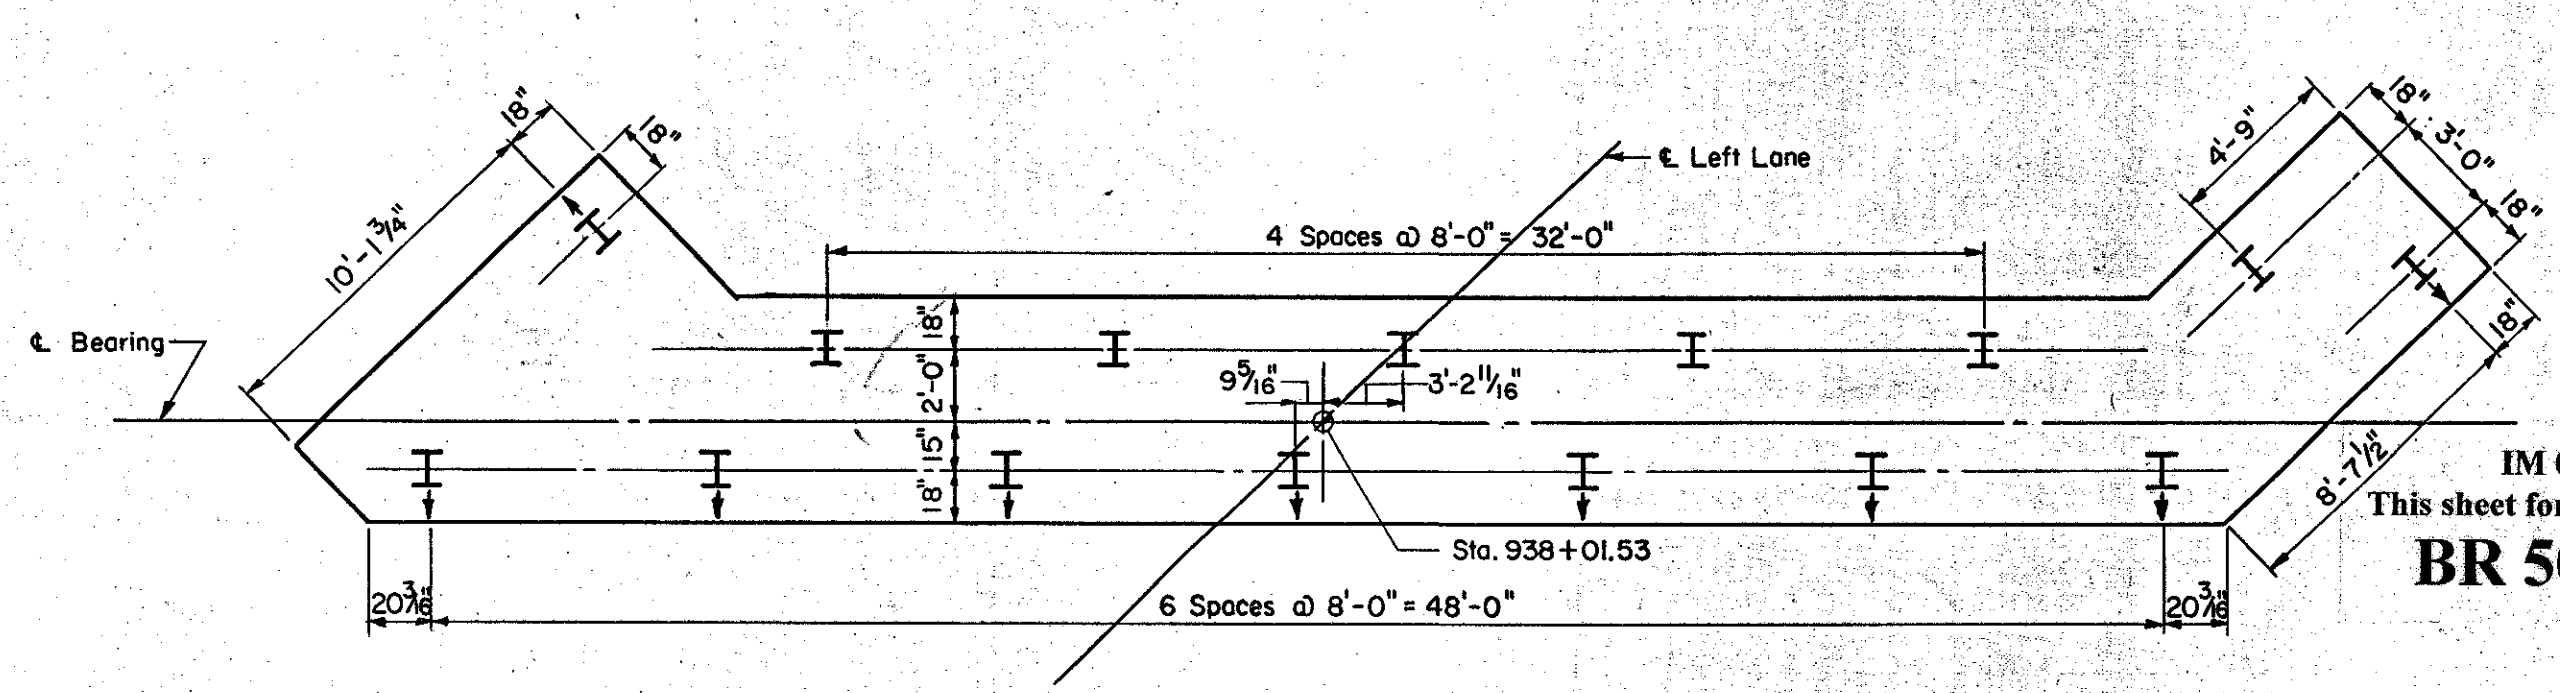 18"
18"
10'-1 3/4"
℄ Bearing
℄ Left Lane
4 Spaces @ 8'-0" = 32'-0"
18"
2'-0"
15"
18"
9 5/16"
3'-2 11/16"
Sta. 938+01.53
20 3/16"
6 Spaces @ 8'-0" = 48'-0"
20 3/16"
4'-9"
18"
3'-0"
18"
18"
8'-7 1/2"
IM
This sheet for
BR